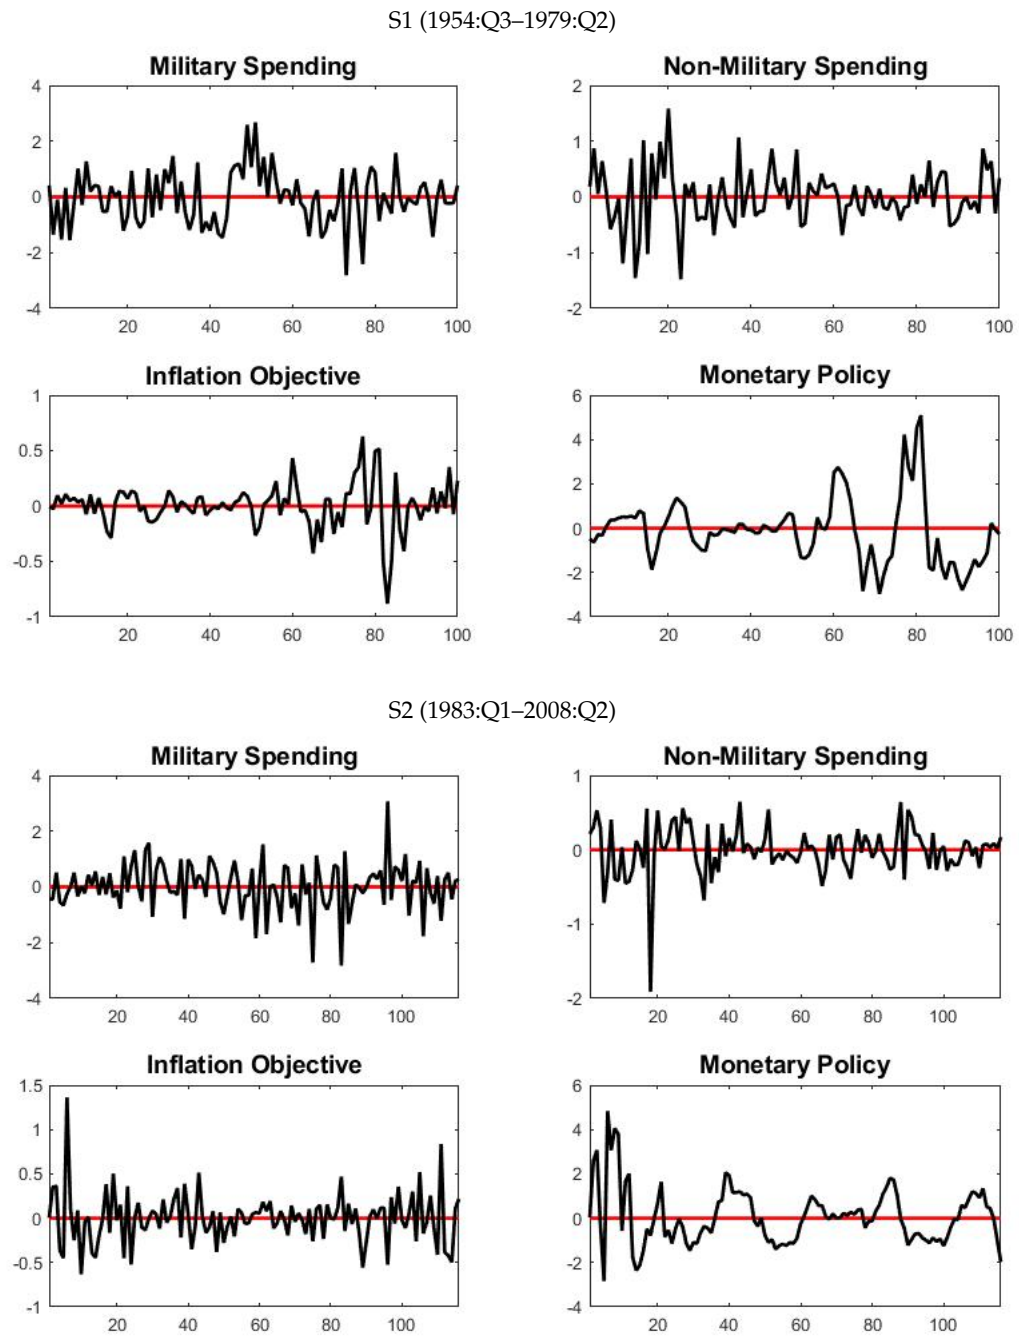 S1 (1954:Q3–1979:Q2)
Military Spending
4
2
0
-2
-4
20 40 60 80 100
Non-Military Spending
2
1
0
-1
-2
20 40 60 80 100
Inflation Objective
1
0.5
0
-0.5
-1
20 40 60 80 100
Monetary Policy
6
4
2
0
-2
-4
20 40 60 80 100
S2 (1983:Q1–2008:Q2)
Military Spending
4
2
0
-2
-4
20 40 60 80 100
Non-Military Spending
1
0
-1
-2
20 40 60 80 100
Inflation Objective
1.5
1
0.5
0
-0.5
-1
20 40 60 80 100
Monetary Policy
6
4
2
0
-2
-4
20 40 60 80 100